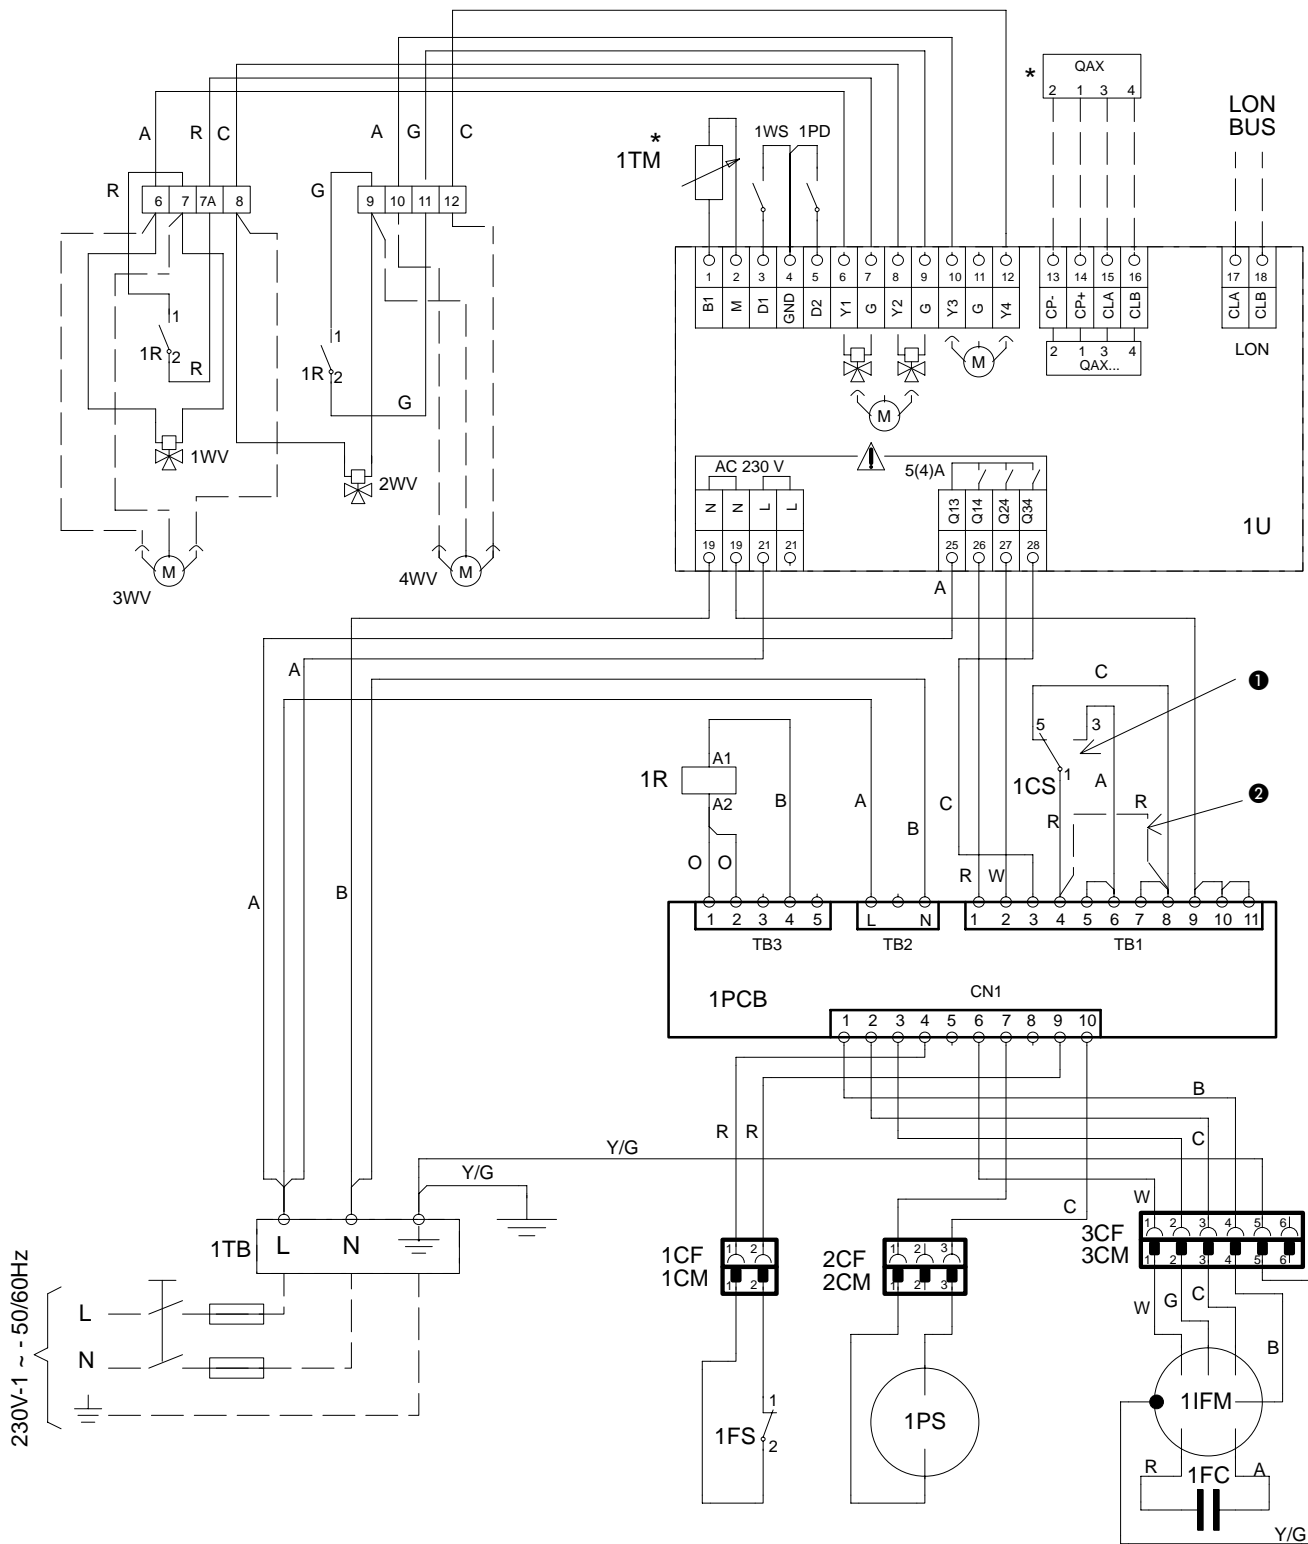 * QAX
2 1 3 4
LON
BUS
A R C A G C
1TM *
1WS 1PD
R G
6 7 7A 8
9 10 11 12
1 2 3 4 5 6 7 8 9 10 11 12
13 14 15 16
17 18
B1 M D1 GND D2 Y1 G Y2 G Y3 G Y4
CP- CP+ CLA CLB
CLA CLB
2 1 3 4
QAX...
LON
1
1R 2
R
1
1R 2
G
M
M
1WV
2WV
AC 230 V
5(4)A
N N L L
Q13 Q14 Q24 Q34
19 19 21 21
25 26 27 28
1U
M
3WV
4WV M
A
A
C
❶
5 3
1R A1
A2
B A B C
1CS 1 A
R R
❷
O O
R W
A B
1 2 3 4 5
L N
1 2 3 4 5 6 7 8 9 10 11
TB3 TB2 TB1
1PCB
CN1
1 2 3 4 5 6 7 8 9 10
B
R R
C
Y/G
Y/G
C W
1TB L N
1CF
1CM
1 2
1 2
2CF
2CM
1 2 3
1 2 3
3CF
3CM
1 2 3 4 5 6
1 2 3 4 5 6
230V-1 ~ - 50/60Hz
L
N
W G C
B
1FS 1
2
1PS
1IFM
R 1FC A
Y/G